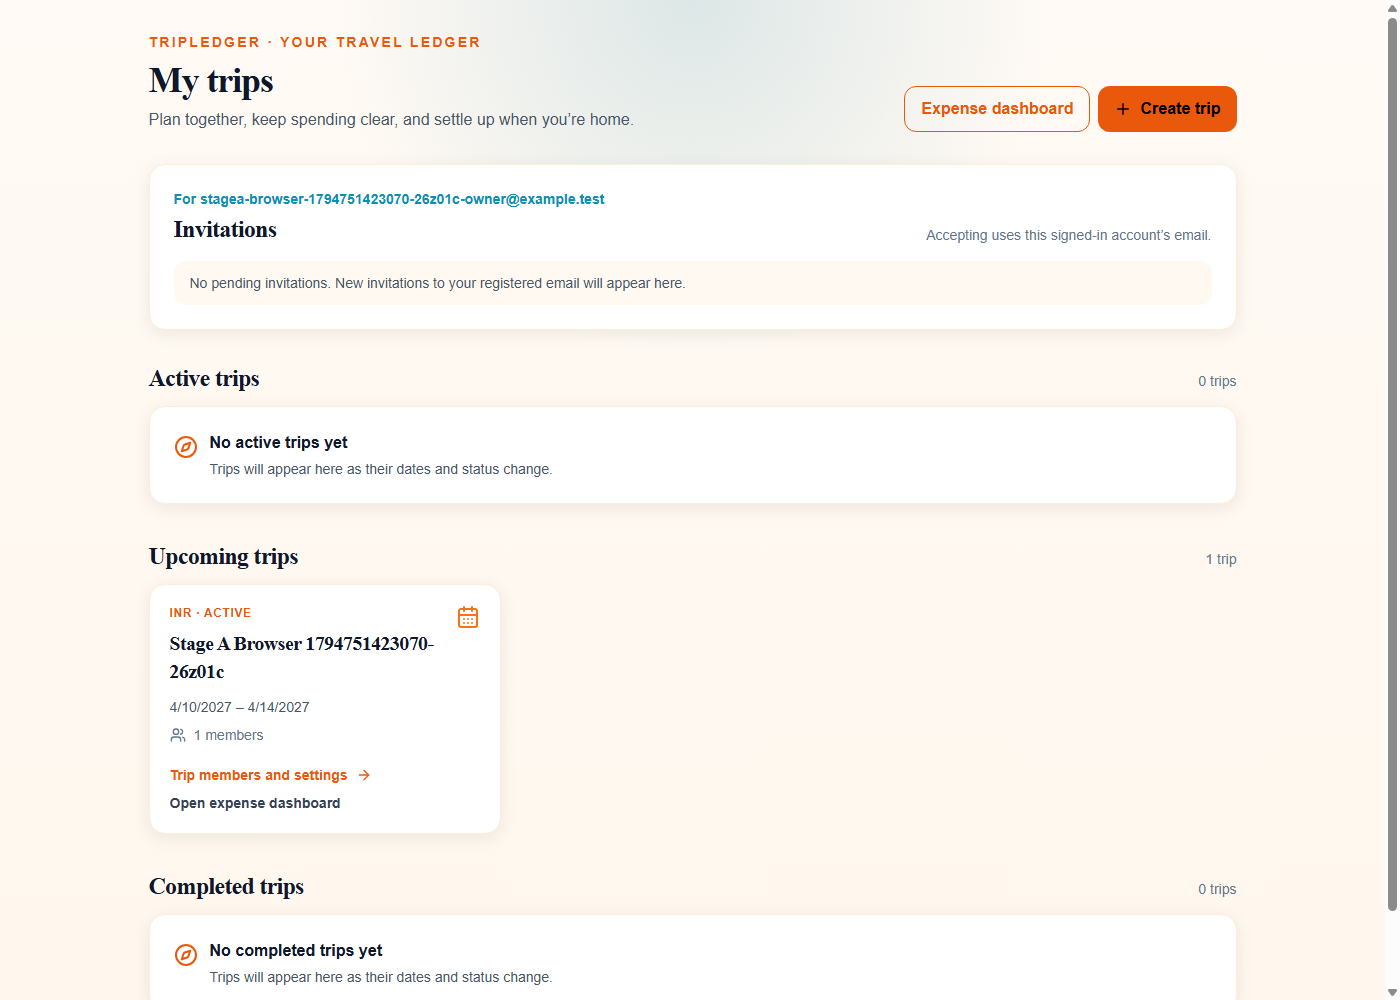 TRIPLEDGER · YOUR TRAVEL LEDGER
My trips
Plan together, keep spending clear, and settle up when you’re home.
Expense dashboard
Create trip
For stagea-browser-1794751423070-26z01c-owner@example.test
Invitations
Accepting uses this signed-in account’s email.
No pending invitations. New invitations to your registered email will appear here.
Active trips
0 trips
No active trips yet
Trips will appear here as their dates and status change.
Upcoming trips
1 trip
INR · ACTIVE
Stage A Browser 1794751423070-
26z01c
4/10/2027 – 4/14/2027
1 members
Trip members and settings
Open expense dashboard
Completed trips
0 trips
No completed trips yet
Trips will appear here as their dates and status change.